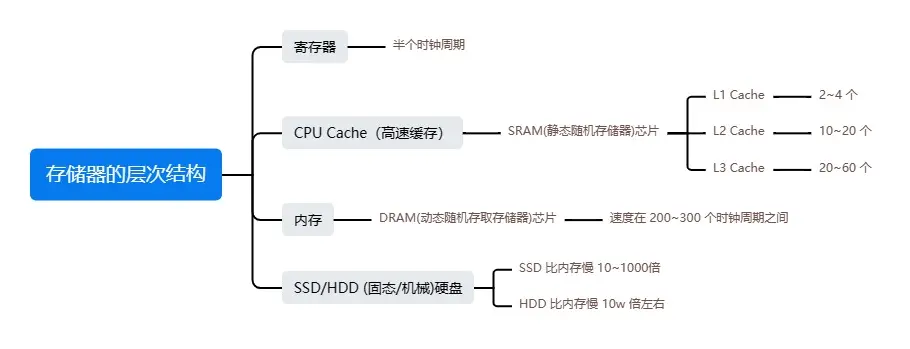 存储器的层次结构
寄存器
半个时钟周期
CPU Cache（高速缓存）
SRAM(静态随机存储器)芯片
L1 Cache
2~4 个
L2 Cache
10~20 个
L3 Cache
20~60 个
内存
DRAM(动态随机存取存储器)芯片
速度在 200~300 个时钟周期之间
SSD/HDD (固态/机械)硬盘
SSD 比内存慢 10~1000倍
HDD 比内存慢 10w 倍左右